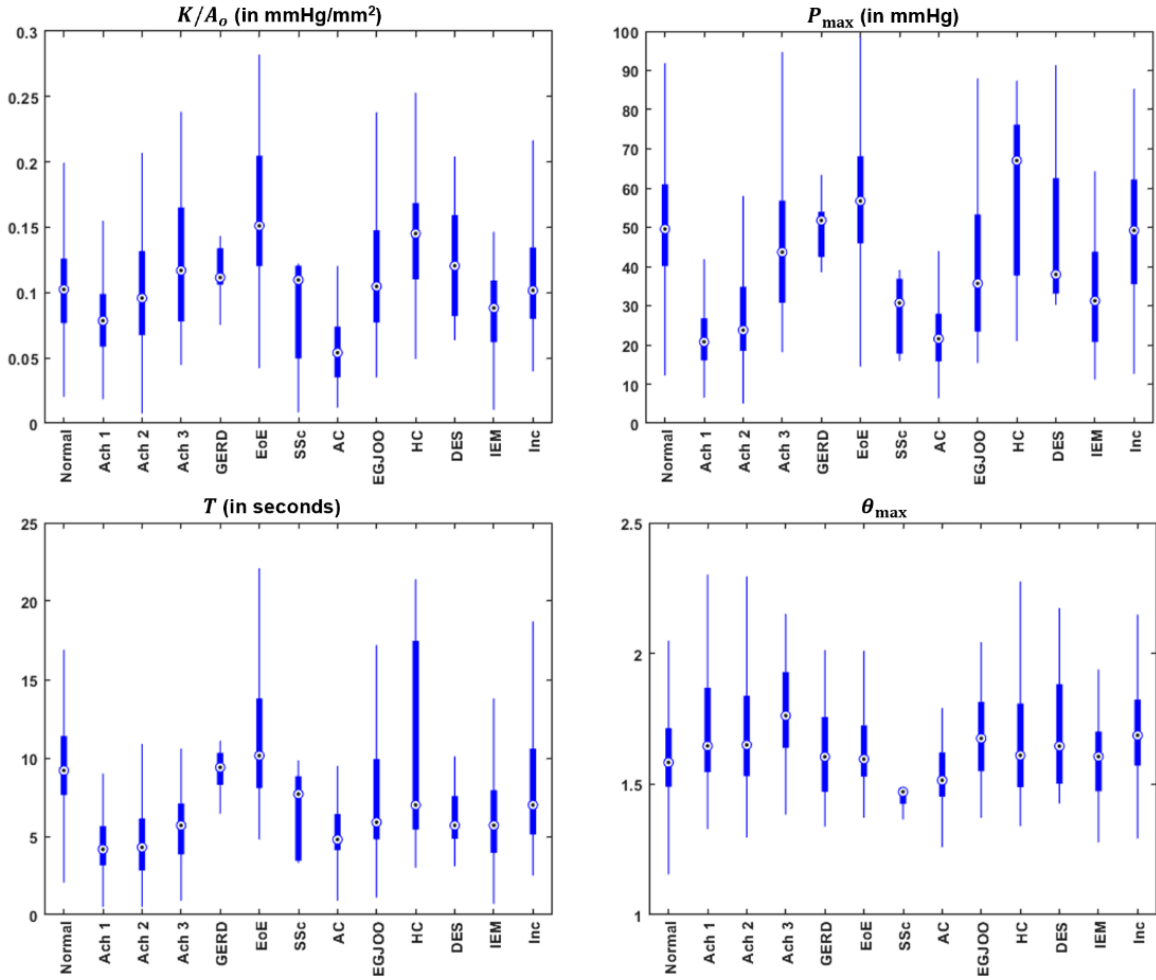 K/Aₒ (in mmHg/mm²)
0.3
0.25
0.2
0.15
0.1
0.05
0
Normal
Ach 1
Ach 2
Ach 3
GERD
EoE
SSc
AC
EGJOO
HC
DES
IEM
Inc
P_max (in mmHg)
100
90
80
70
60
50
40
30
20
10
0
Normal
Ach 1
Ach 2
Ach 3
GERD
EoE
SSc
AC
EGJOO
HC
DES
IEM
Inc
T (in seconds)
25
20
15
10
5
0
Normal
Ach 1
Ach 2
Ach 3
GERD
EoE
SSc
AC
EGJOO
HC
DES
IEM
Inc
θ_max
2.5
2
1.5
1
Normal
Ach 1
Ach 2
Ach 3
GERD
EoE
SSc
AC
EGJOO
HC
DES
IEM
Inc